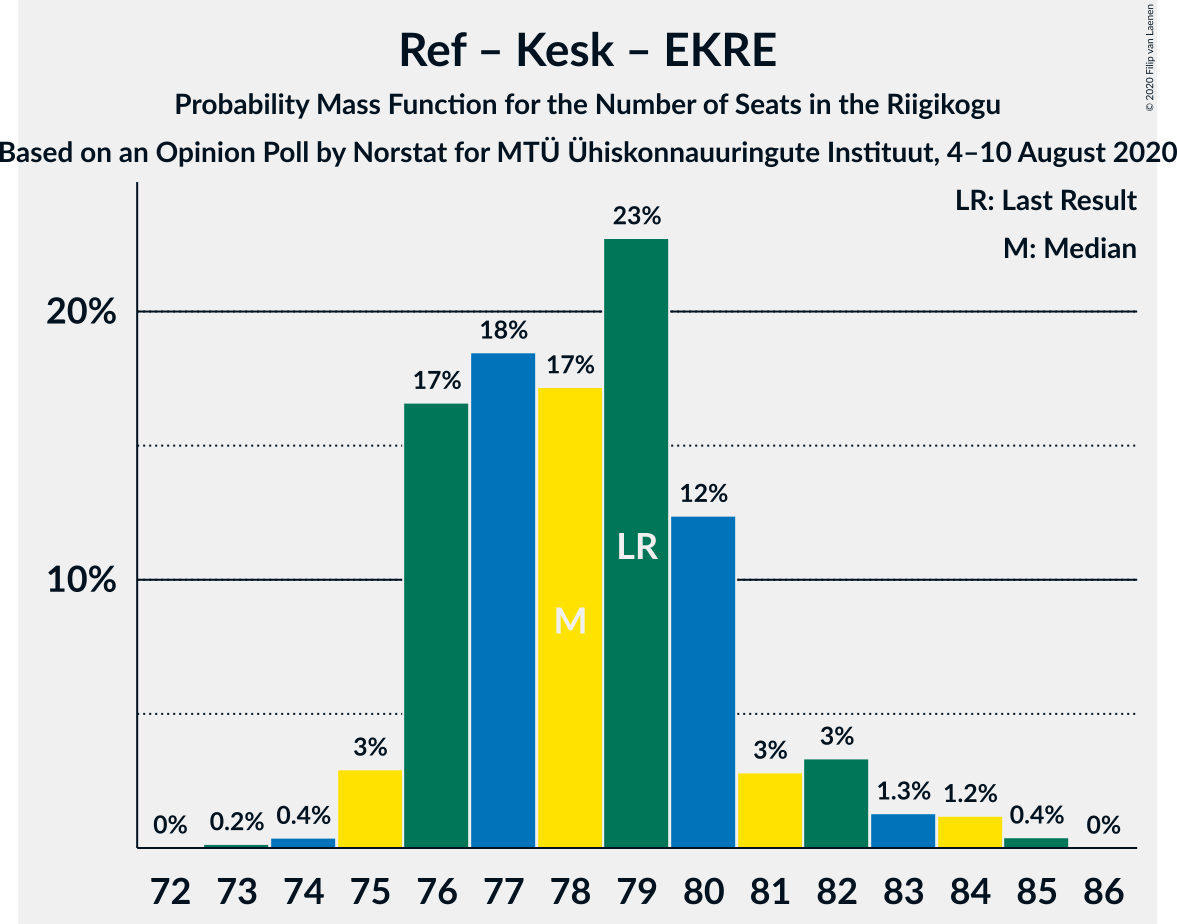 Ref – Kesk – EKRE
Probability Mass Function for the Number of Seats in the Riigikogu
Based on an Opinion Poll by Norstat for MTÜ Ühiskonnauuringute Instituut, 4–10 August 2020
© 2020 Filip van Laenen
LR: Last Result
M: Median
20%
10%
0%
0.2%
0.4%
3%
17%
18%
17%
23%
12%
3%
3%
1.3%
1.2%
0.4%
0%
LR
M
72 73 74 75 76 77 78 79 80 81 82 83 84 85 86